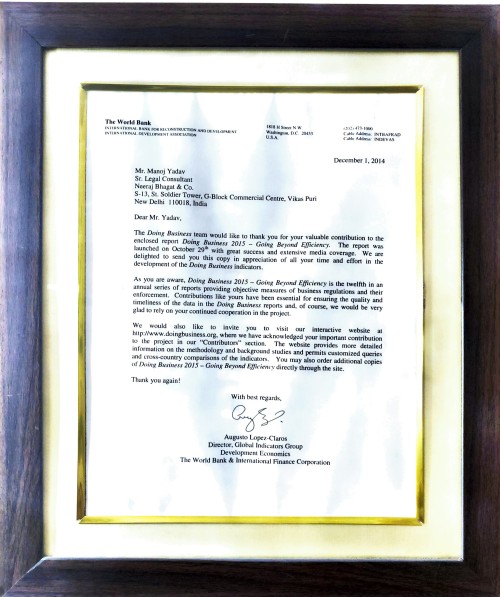 The World Bank
INTERNATIONAL BANK FOR RECONSTRUCTION AND DEVELOPMENT
INTERNATIONAL DEVELOPMENT ASSOCIATION
1818 H Street N.W.
Washington, D.C. 20433
U.S.A.
(202) 473-1000
Cable Address: INTBAFRAD
Cable Address: INDEVAS
December 1, 2014
Mr. Manoj Yadav
Sr. Legal Consultant
Neeraj Bhagat & Co.
S-13, St. Soldier Tower, G-Block Commercial Centre, Vikas Puri
New Delhi 110018, India
Dear Mr. Yadav,
The Doing Business team would like to thank you for your valuable contribution to the
enclosed report Doing Business 2015 – Going Beyond Efficiency. The report was
launched on October 29th with great success and extensive media coverage. We are
delighted to send you this copy in appreciation of all your time and effort in the
development of the Doing Business indicators.
As you are aware, Doing Business 2015 – Going Beyond Efficiency is the twelfth in an
annual series of reports providing objective measures of business regulations and their
enforcement. Contributions like yours have been essential for ensuring the quality and
timeliness of the data in the Doing Business reports and, of course, we would be very
glad to rely on your continued cooperation in the project.
We would also like to invite you to visit our interactive website at
http://www.doingbusiness.org, where we have acknowledged your important contribution
to the project in our "Contributors" section. The website provides more detailed
information on the methodology and background studies and permits customized queries
and cross-country comparisons of the indicators. You may also order additional copies
of Doing Business 2015 – Going Beyond Efficiency directly through the site.
Thank you again!
With best regards,
Augusto Lopez-Claros
Director, Global Indicators Group
Development Economics
The World Bank & International Finance Corporation